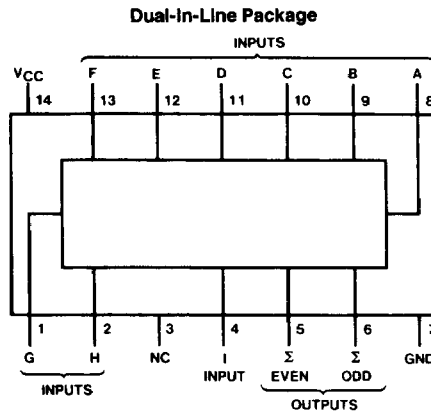 Dual-In-Line Package
INPUTS
VCC F E D C B A
14 13 12 11 10 9 8
1 2 3 4 5 6
G H NC I Σ Σ GND
INPUT EVEN ODD
INPUTS OUTPUTS